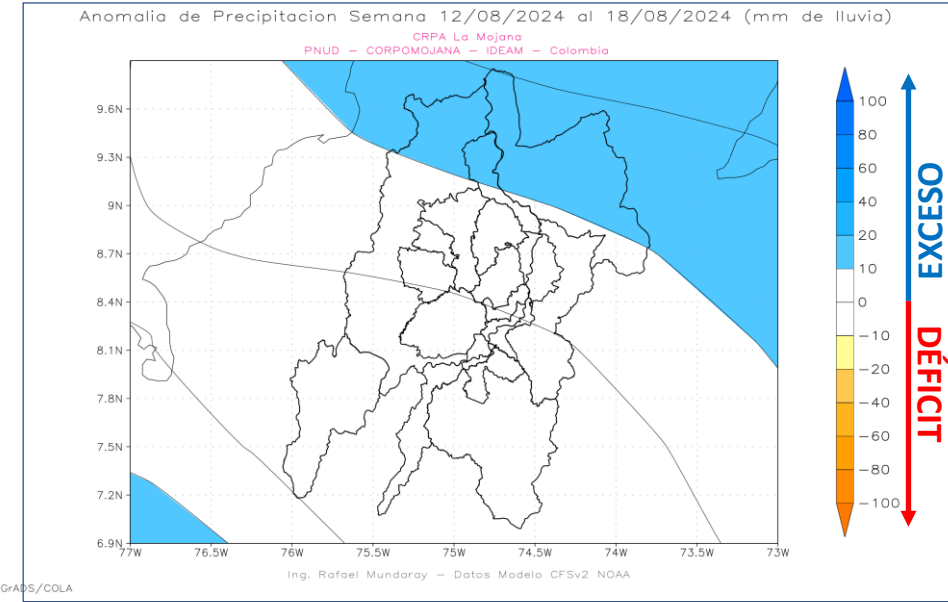 Anomalia de Precipitacion Semana 12/08/2024 al 18/08/2024 (mm de lluvia)
CRPA La Mojana
PNUD – CORPOMOJANA – IDEAM – Colombia
9.6N
9.3N
9N
8.7N
8.4N
8.1N
7.8N
7.5N
7.2N
6.9N
77W 76.5W 76W 75.5W 75W 74.5W 74W 73.5W 73W
100
80
60
40
20
10
0
−10
−20
−40
−60
−80
−100
EXCESO
DÉFICIT
Ing. Rafael Mundaray – Datos Modelo CFSv2 NOAA
GrADS/COLA